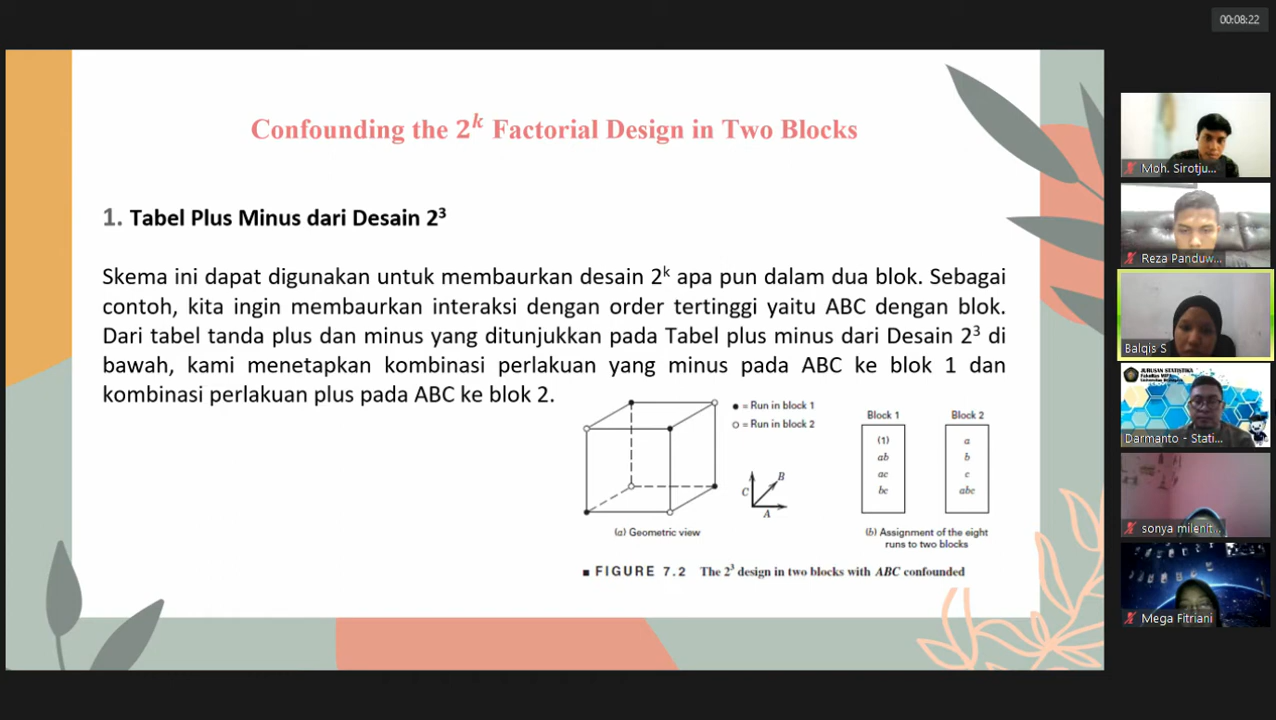 00:08:22
Confounding the 2ᵏ Factorial Design in Two Blocks
1. Tabel Plus Minus dari Desain 2³
Skema ini dapat digunakan untuk membaurkan desain 2ᵏ apa pun dalam dua blok. Sebagai
contoh, kita ingin membaurkan interaksi dengan order tertinggi yaitu ABC dengan blok.
Dari tabel tanda plus dan minus yang ditunjukkan pada Tabel plus minus dari Desain 2³ di
bawah, kami menetapkan kombinasi perlakuan yang minus pada ABC ke blok 1 dan
kombinasi perlakuan plus pada ABC ke blok 2.
● = Run in block 1
○ = Run in block 2
C
B
A
(a) Geometric view
Block 1
(1)
ab
ac
bc
Block 2
a
b
c
abc
(b) Assignment of the eight
runs to two blocks
■ FIGURE 7.2 The 2³ design in two blocks with ABC confounded
Moh. Sirotju...
Reza Panduw...
Balqis S
JURUSAN STATISTIKA
Darmanto - Stati...
sonya milenit...
Mega Fitriani